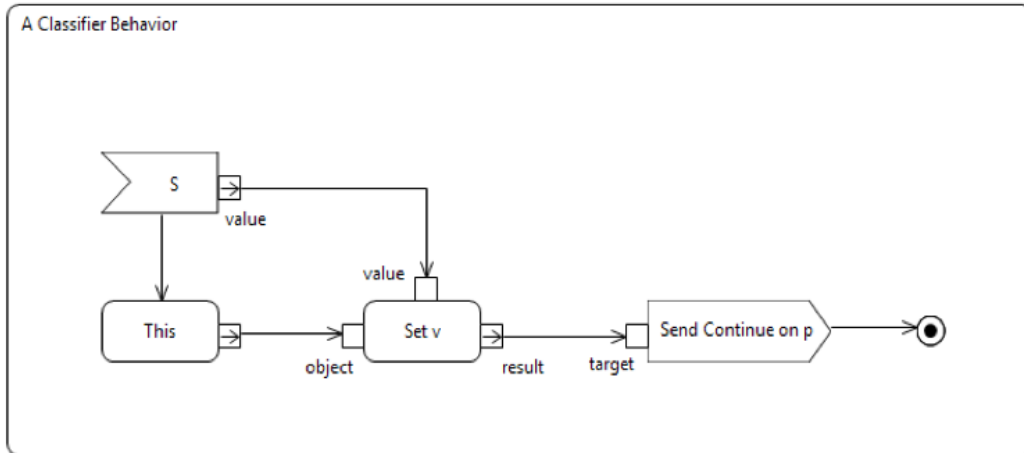 A Classifier Behavior
S
value
value
This
Set v
Send Continue on p
object
result
target